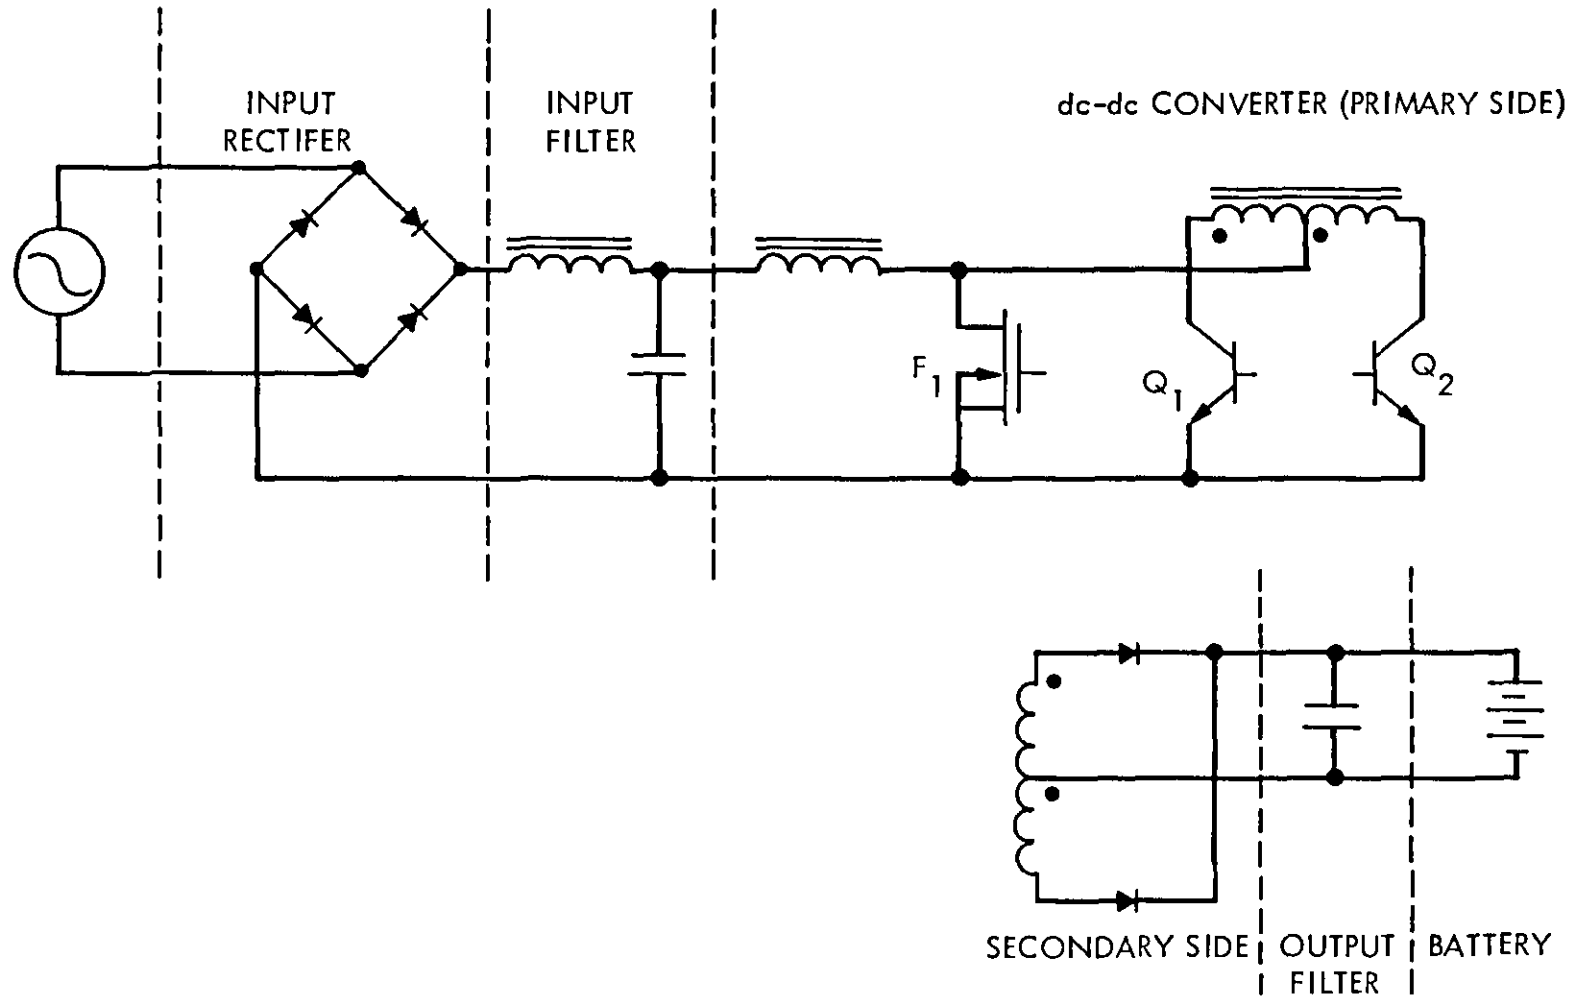 INPUT
RECTIFER
INPUT
FILTER
dc-dc CONVERTER (PRIMARY SIDE)
F1
Q1
Q2
SECONDARY SIDE
OUTPUT
FILTER
BATTERY